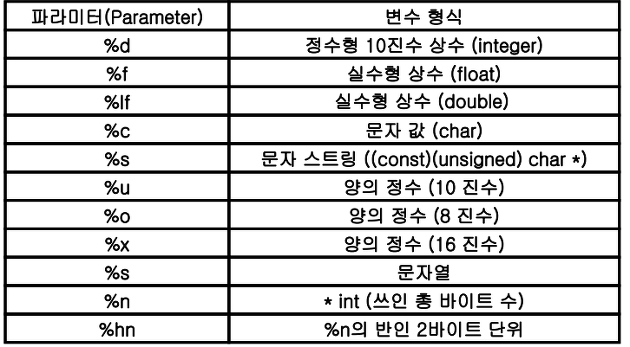 파라미터(Parameter) 변수 형식
%d 정수형 10진수 상수 (integer)
%f 실수형 상수 (float)
%lf 실수형 상수 (double)
%c 문자 값 (char)
%s 문자 스트링 ((const)(unsigned) char *)
%u 양의 정수 (10 진수)
%o 양의 정수 (8 진수)
%x 양의 정수 (16 진수)
%s 문자열
%n * int (쓰인 총 바이트 수)
%hn %n의 반인 2바이트 단위